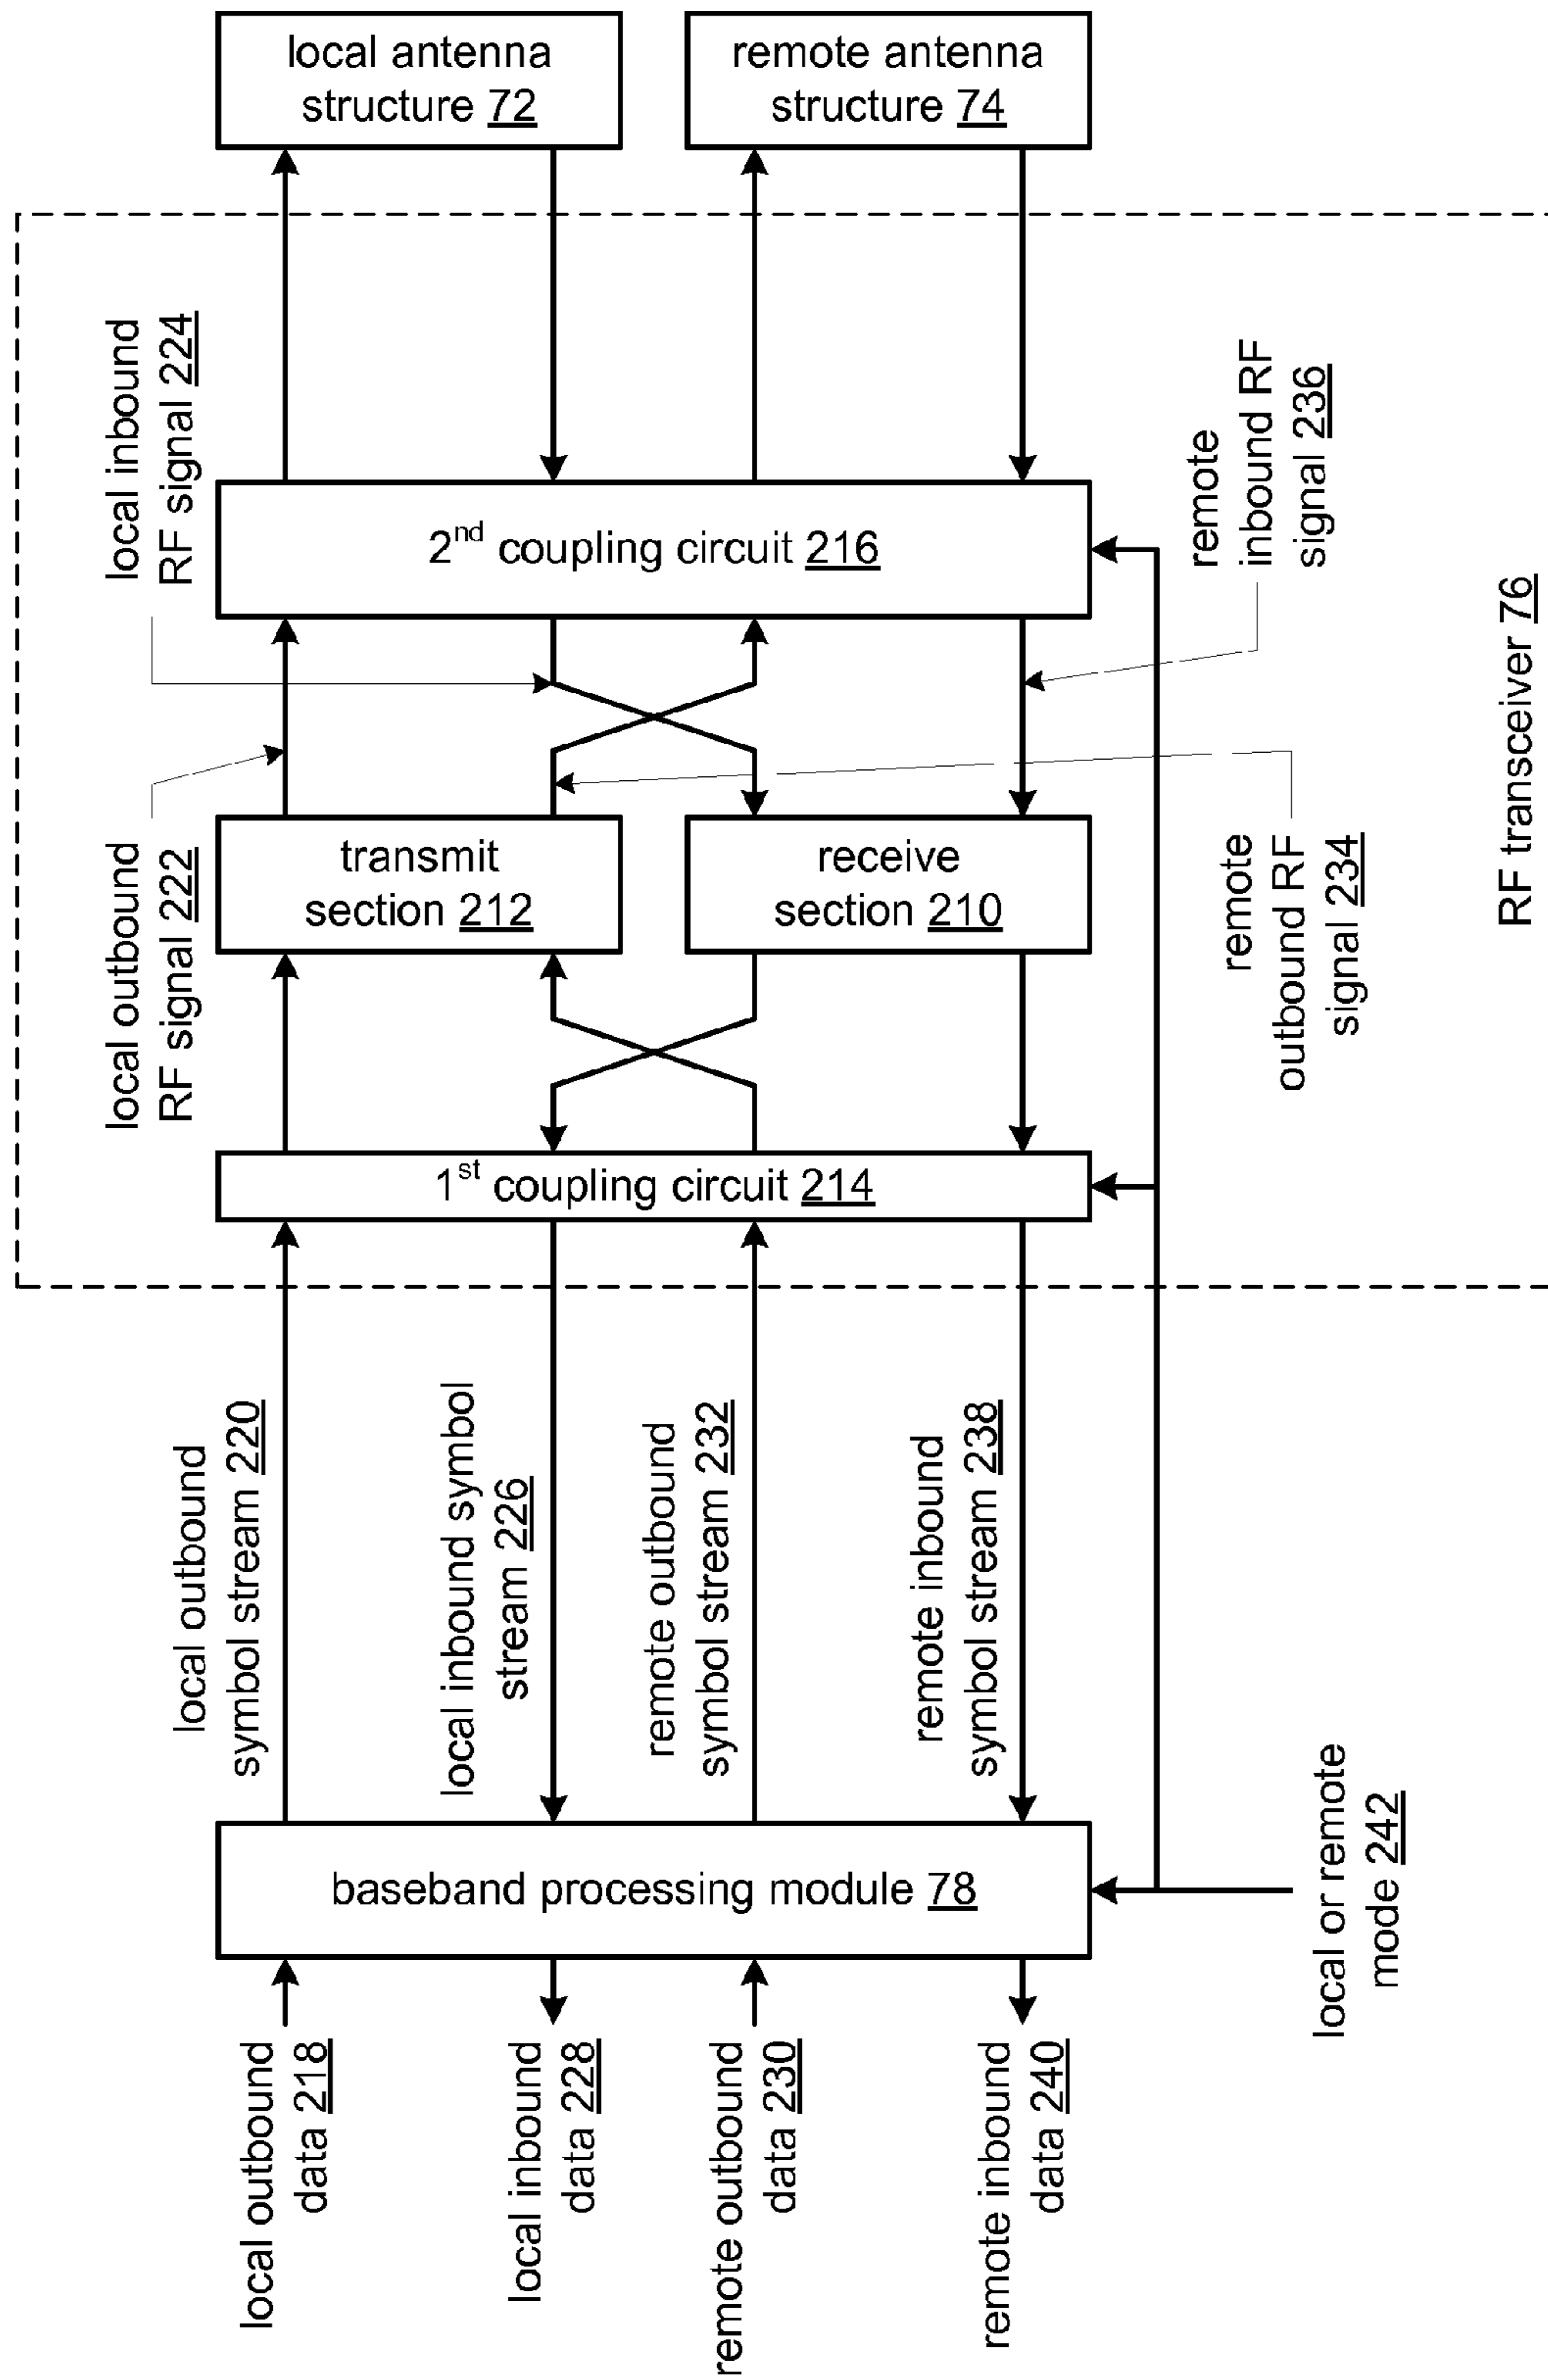 local antenna
structure 72
remote antenna
structure 74
local inbound
RF signal 224
remote
inbound RF
signal 236
2nd coupling circuit 216
RF transceiver 76
local outbound
RF signal 222
transmit
section 212
receive
section 210
remote
outbound RF
signal 234
1st coupling circuit 214
local outbound
symbol stream 220
local inbound symbol
stream 226
remote outbound
symbol stream 232
remote inbound
symbol stream 238
baseband processing module 78
local or remote
mode 242
local outbound
data 218
local inbound
data 228
remote outbound
data 230
remote inbound
data 240